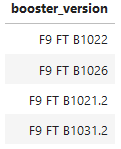 booster_version
F9 FT B1022
F9 FT B1026
F9 FT B1021.2
F9 FT B1031.2